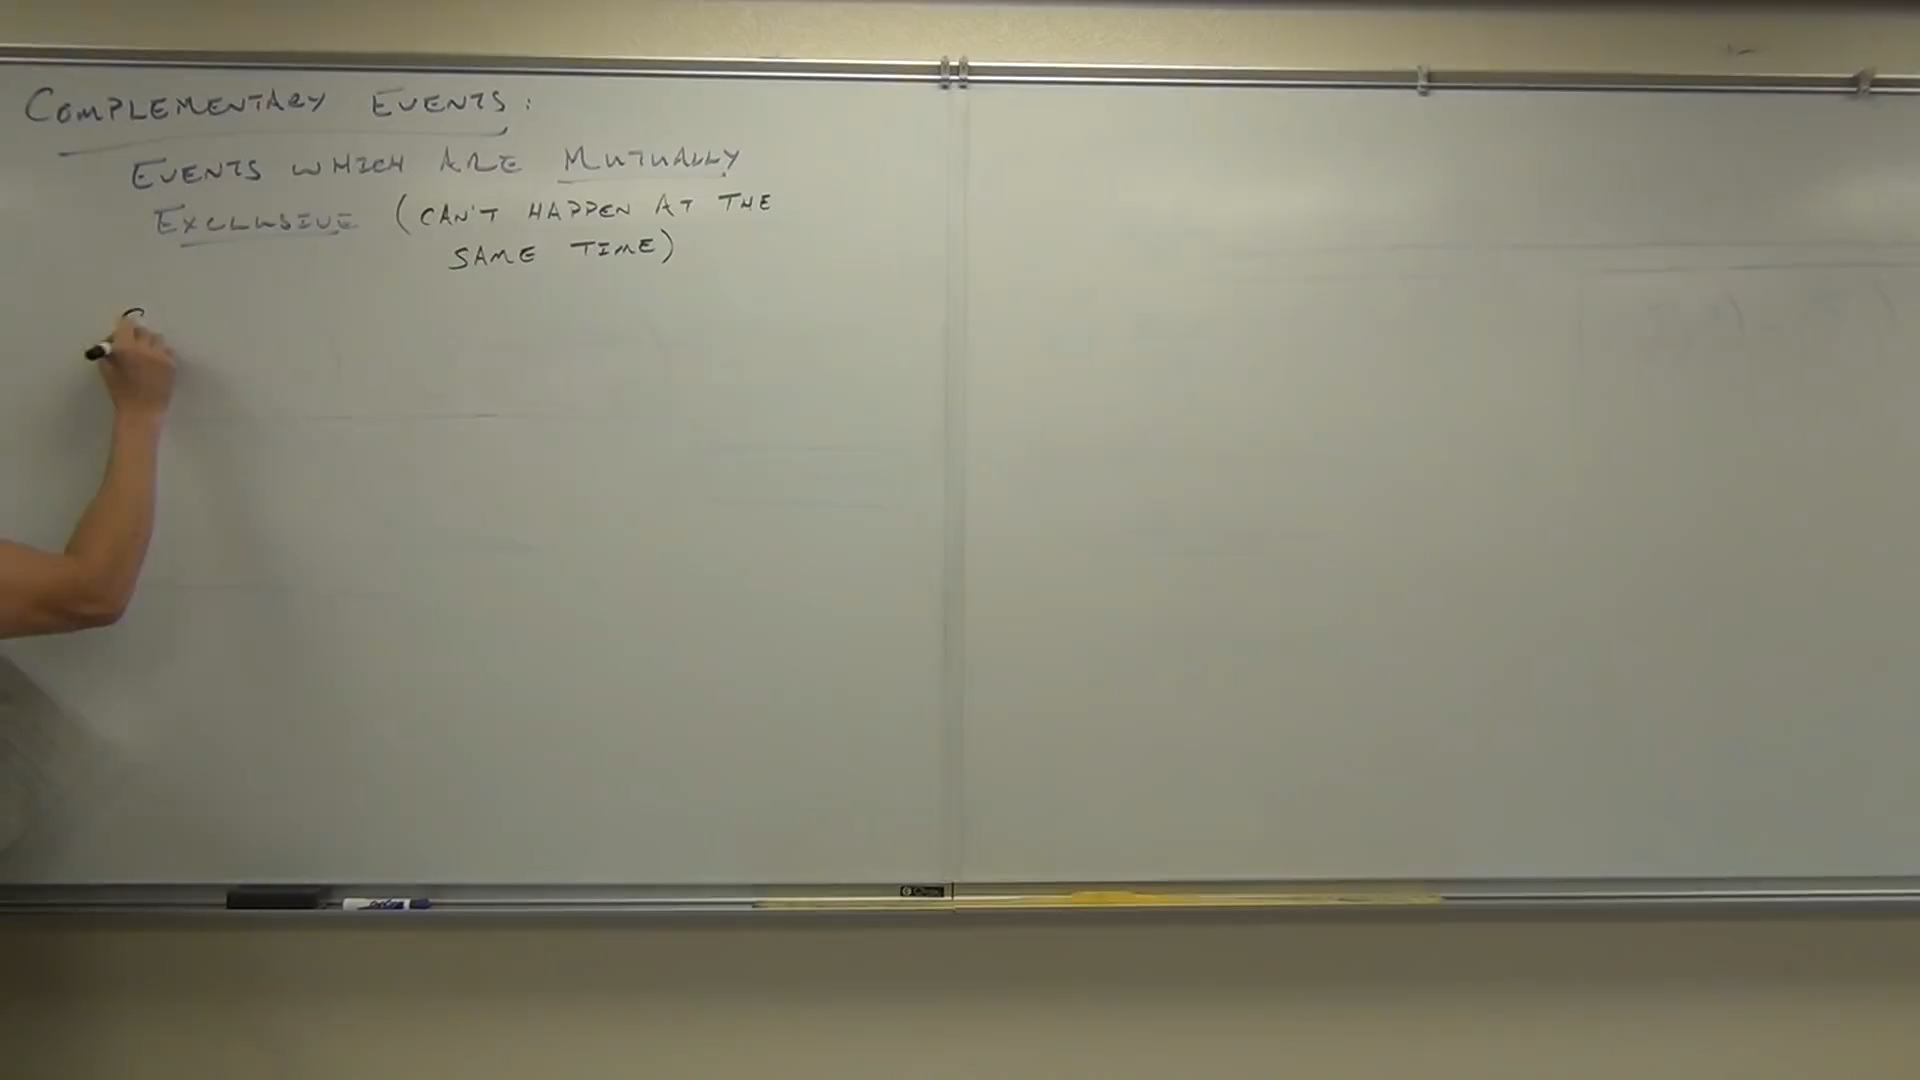 COMPLEMENTARY EVENTS:
EVENTS WHICH ARE MUTUALLY
EXCLUSIVE (CAN'T HAPPEN AT THE
SAME TIME)